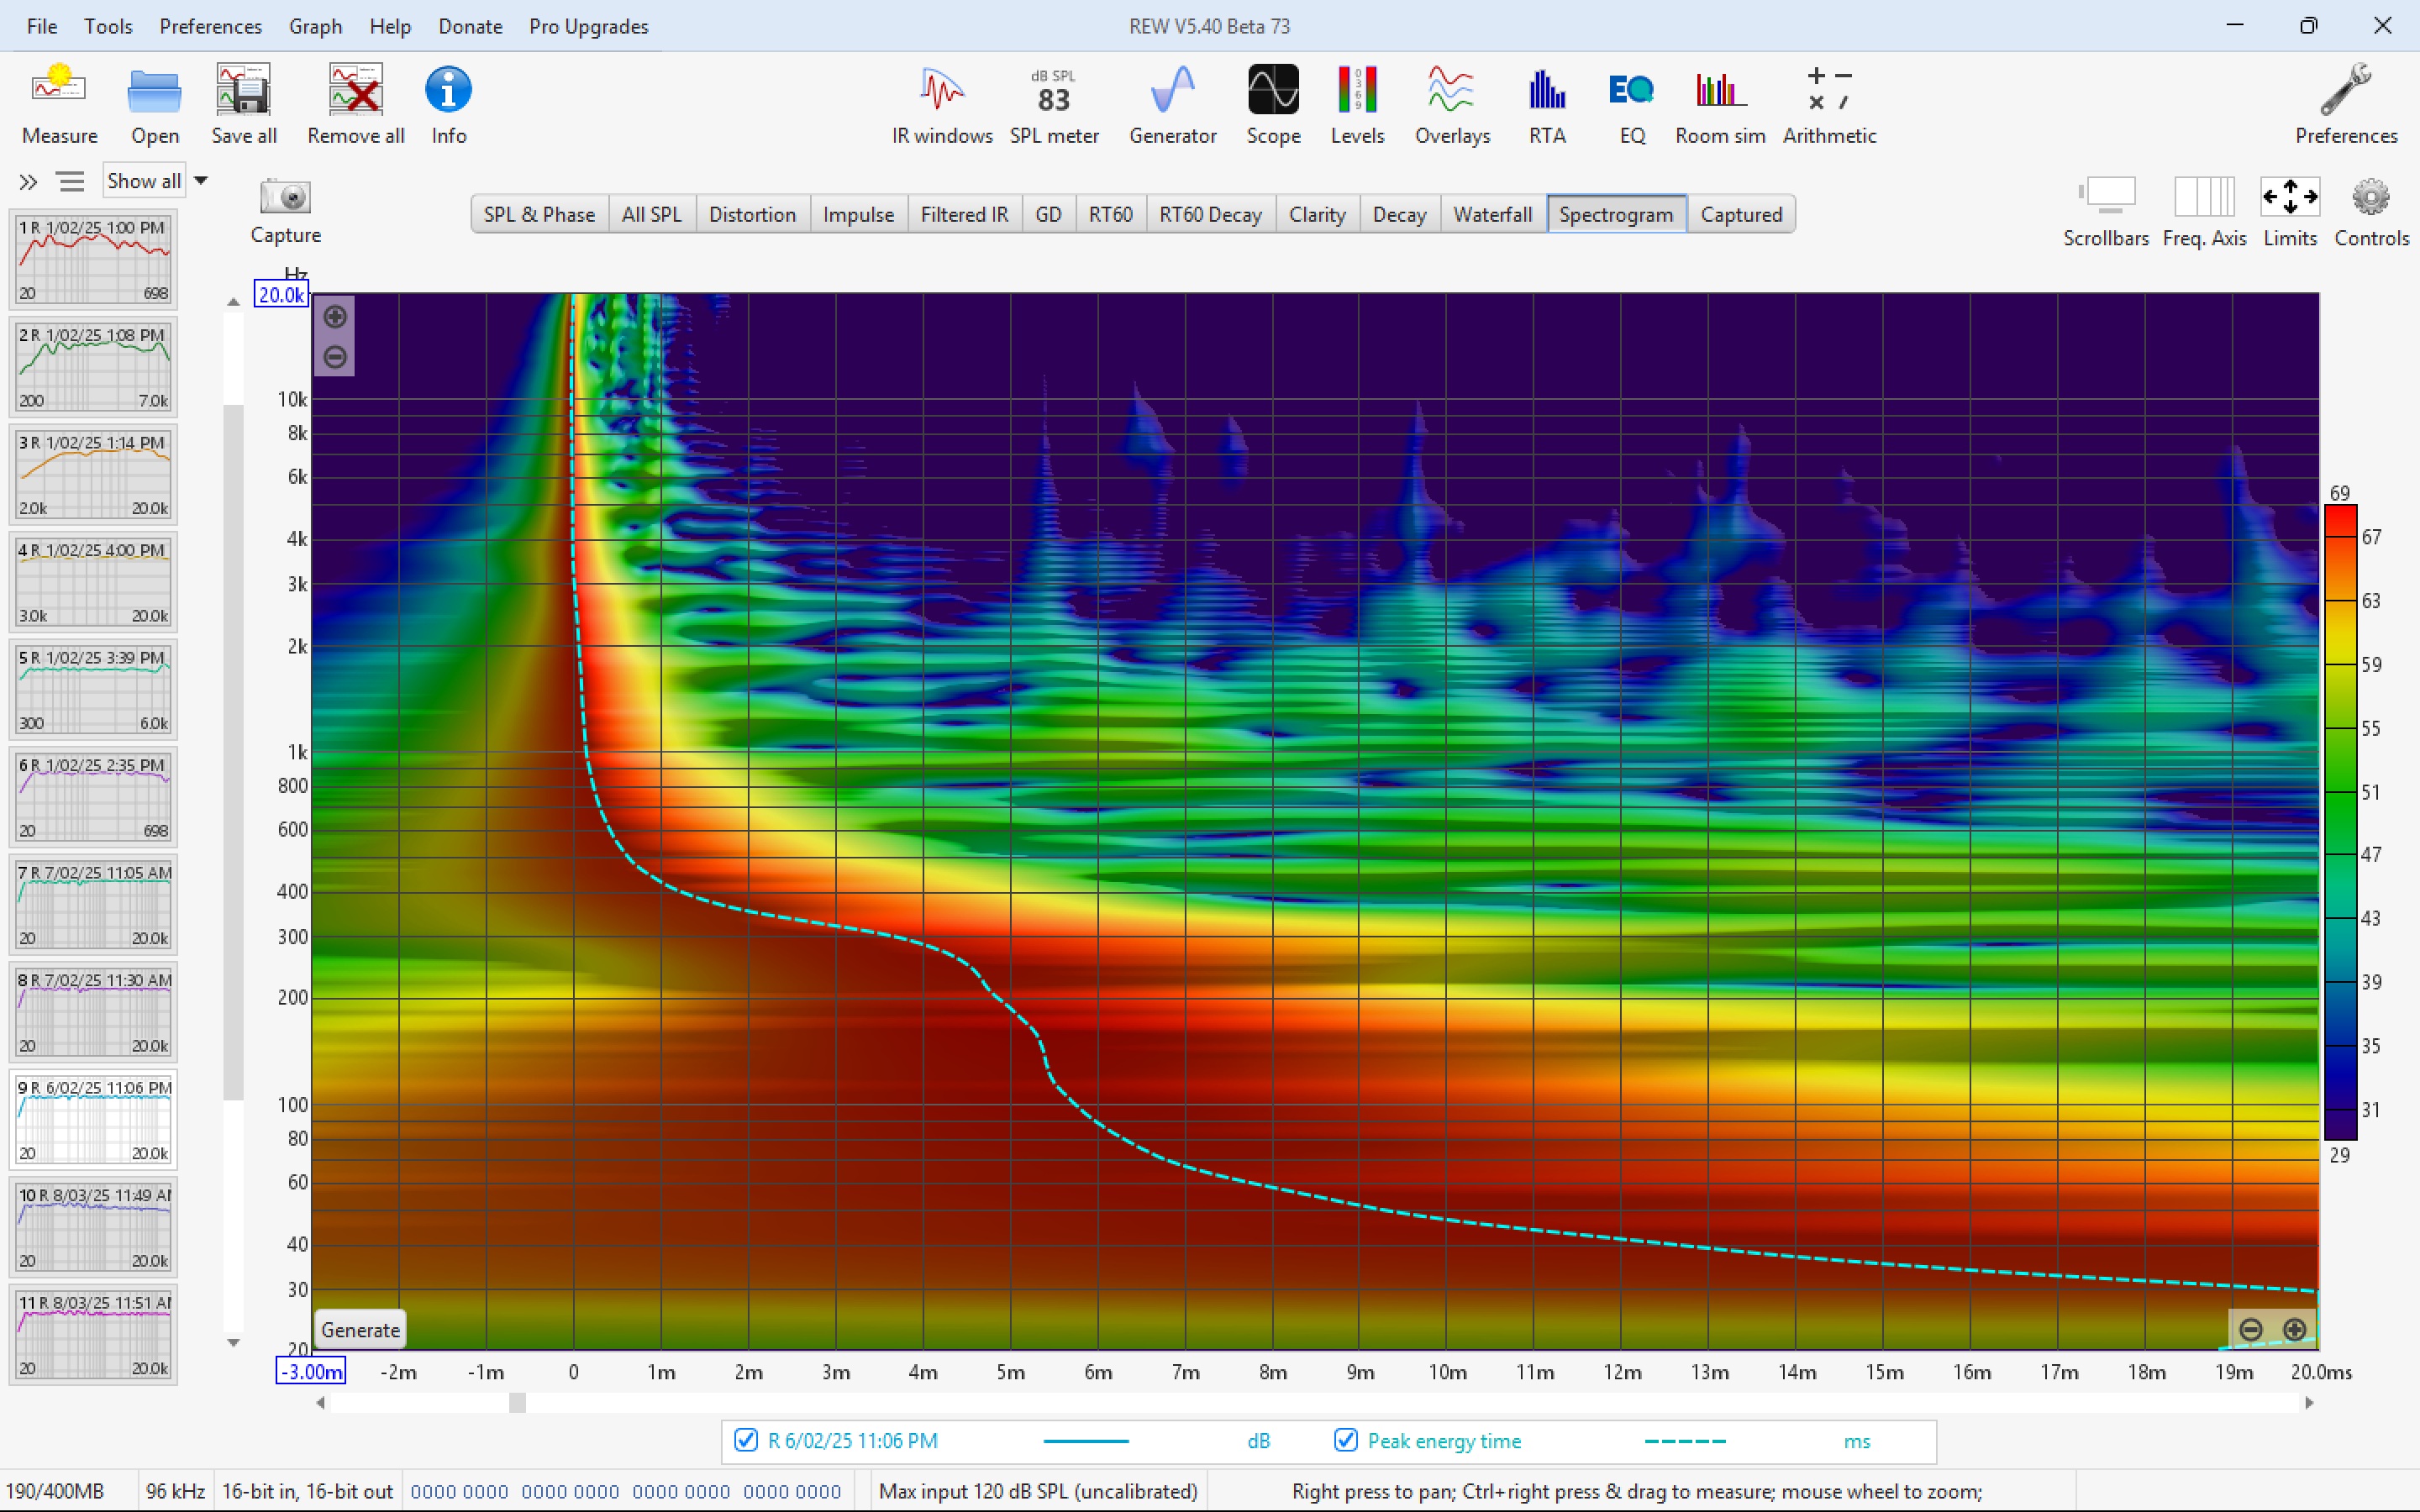 File Tools Preferences Graph Help Donate Pro Upgrades REW V5.40 Beta 73
dB SPL
83
Measure Open Save all Remove all Info IR windows SPL meter Generator Scope Levels Overlays RTA EQ Room sim Arithmetic Preferences
Show all
Capture
SPL & Phase All SPL Distortion Impulse Filtered IR GD RT60 RT60 Decay Clarity Decay Waterfall Spectrogram Captured
Scrollbars Freq. Axis Limits Controls
1 R 1/02/25 1:00 PM
20 698
2 R 1/02/25 1:08 PM
200 7.0k
3 R 1/02/25 1:14 PM
2.0k 20.0k
4 R 1/02/25 4:00 PM
3.0k 20.0k
5 R 1/02/25 3:39 PM
300 6.0k
6 R 1/02/25 2:35 PM
20 698
7 R 7/02/25 11:05 AM
20 20.0k
8 R 7/02/25 11:30 AM
20 20.0k
9 R 6/02/25 11:06 PM
20 20.0k
10 R 8/03/25 11:49 AM
20 20.0k
11 R 8/03/25 11:51 AM
20 20.0k
Hz
20.0k
10k
8k
6k
4k
3k
2k
1k
800
600
400
300
200
100
80
60
40
30
20
Generate
-3.00m -2m -1m 0 1m 2m 3m 4m 5m 6m 7m 8m 9m 10m 11m 12m 13m 14m 15m 16m 17m 18m 19m 20.0ms
69
67
63
59
55
51
47
43
39
35
31
29
R 6/02/25 11:06 PM dB Peak energy time ms
190/400MB 96 kHz 16-bit in, 16-bit out 0000 0000 0000 0000 0000 0000 0000 0000 Max input 120 dB SPL (uncalibrated) Right press to pan; Ctrl+right press & drag to measure; mouse wheel to zoom;